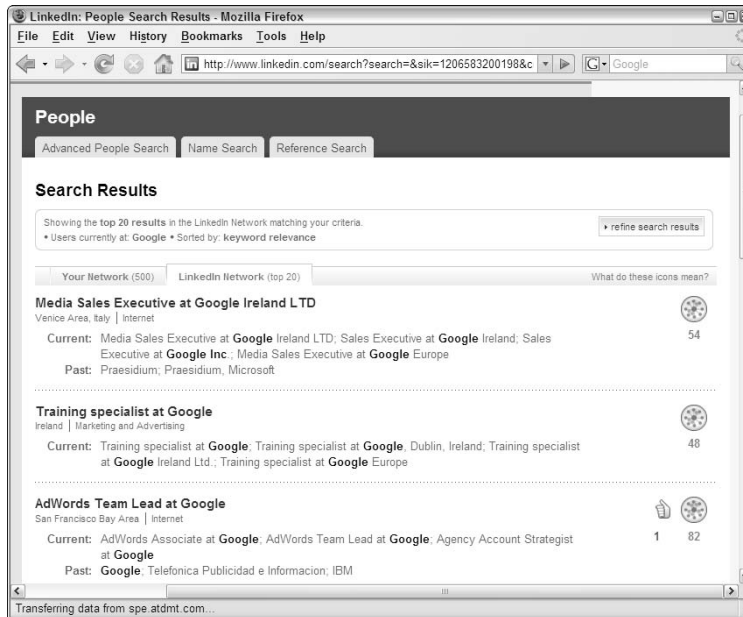 LinkedIn: People Search Results - Mozilla Firefox
File Edit View History Bookmarks Tools Help
in http://www.linkedin.com/search?search=&sik=1206583200198&c G Google
People
Advanced People Search Name Search Reference Search
Search Results
Showing the top 20 results in the LinkedIn Network matching your criteria.
• Users currently at: Google • Sorted by: keyword relevance
refine search results
Your Network (500) LinkedIn Network (top 20) What do these icons mean?
Media Sales Executive at Google Ireland LTD
Venice Area, Italy | Internet
54
Current: Media Sales Executive at Google Ireland LTD; Sales Executive at Google Ireland; Sales
Executive at Google Inc.; Media Sales Executive at Google Europe
Past: Praesidium; Praesidium, Microsoft
Training specialist at Google
Ireland | Marketing and Advertising
48
Current: Training specialist at Google; Training specialist at Google, Dublin, Ireland; Training specialist
at Google Ireland Ltd.; Training specialist at Google Europe
AdWords Team Lead at Google
San Francisco Bay Area | Internet
1 82
Current: AdWords Associate at Google; AdWords Team Lead at Google; Agency Account Strategist
at Google
Past: Google; Telefonica Publicidad e Informacion; IBM
Transferring data from spe.atdmt.com...